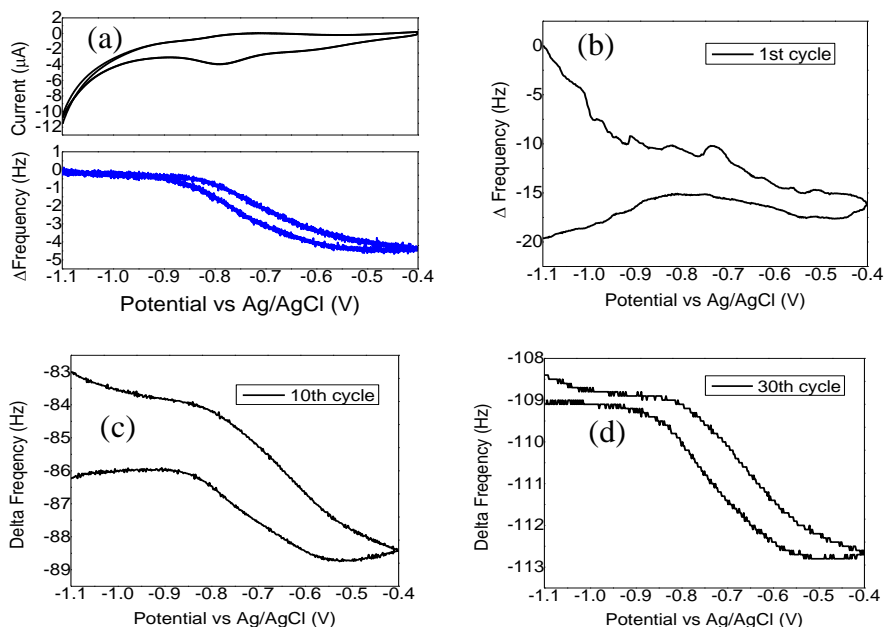 (a)
Current (µA)
2
0
-2
-4
-6
-8
-10
-12
ΔFrequency (Hz)
1
0
-1
-2
-3
-4
-5
-1.1 -1.0 -0.9 -0.8 -0.7 -0.6 -0.5 -0.4
Potential vs Ag/AgCl (V)
(b)
1st cycle
Δ Frequency (Hz)
0
-5
-10
-15
-20
-1.1 -1.0 -0.9 -0.8 -0.7 -0.6 -0.5 -0.4
Potential vs Ag/AgCl (V)
(c)
10th cycle
Delta Freqency (Hz)
-83
-84
-85
-86
-87
-88
-89
-1.1 -1.0 -0.9 -0.8 -0.7 -0.6 -0.5 -0.4
Potential vs Ag/AgCl (V)
(d)
30th cycle
Delta Freqency (Hz)
-108
-109
-110
-111
-112
-113
-1.1 -1.0 -0.9 -0.8 -0.7 -0.6 -0.5 -0.4
Potential vs Ag/AgCl (V)